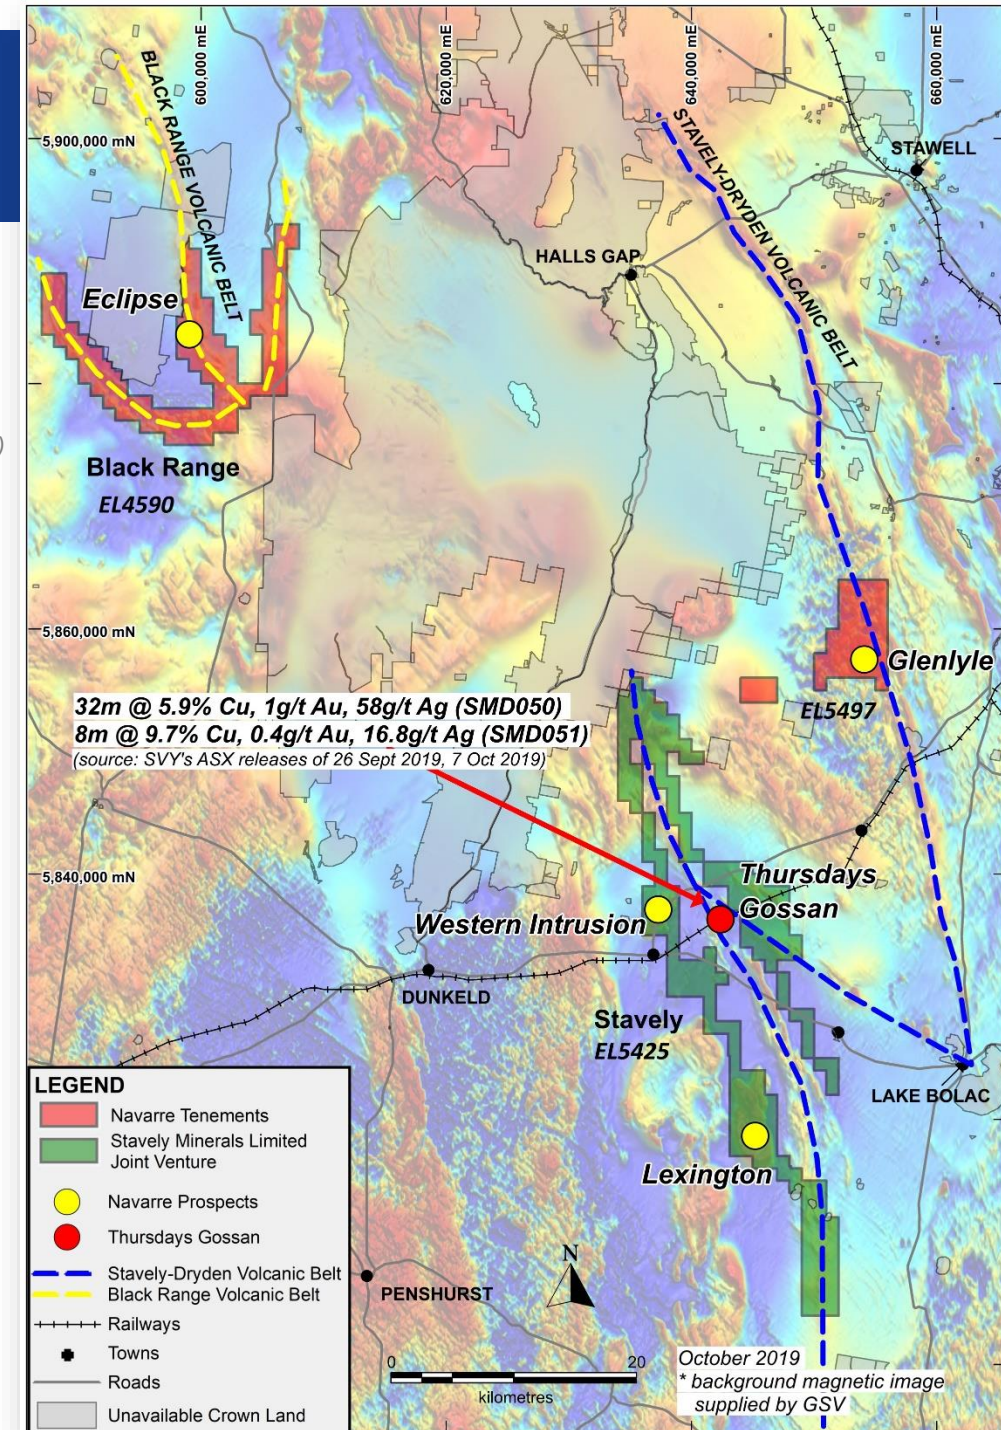 600,000 mE
620,000 mE
640,000 mE
660,000 mE
5,900,000 mN
BLACK RANGE VOLCANIC BELT
STAVELY-DRYDEN VOLCANIC BELT
STAWELL
HALLS GAP
Eclipse
)
Black Range
EL4590
5,860,000 mN
Glenlyle
EL5497
32m @ 5.9% Cu, 1g/t Au, 58g/t Ag (SMD050)
8m @ 9.7% Cu, 0.4g/t Au, 16.8g/t Ag (SMD051)
(source: SVY's ASX releases of 26 Sept 2019, 7 Oct 2019)
5,840,000 mN
Thursdays
Gossan
Western Intrusion
DUNKELD
Stavely
EL5425
LAKE BOLAC
Lexington
PENSHURST
N
0 20
kilometres
October 2019
* background magnetic image
supplied by GSV
LEGEND
Navarre Tenements
Stavely Minerals Limited
Joint Venture
Navarre Prospects
Thursdays Gossan
Stavely-Dryden Volcanic Belt
Black Range Volcanic Belt
Railways
Towns
Roads
Unavailable Crown Land